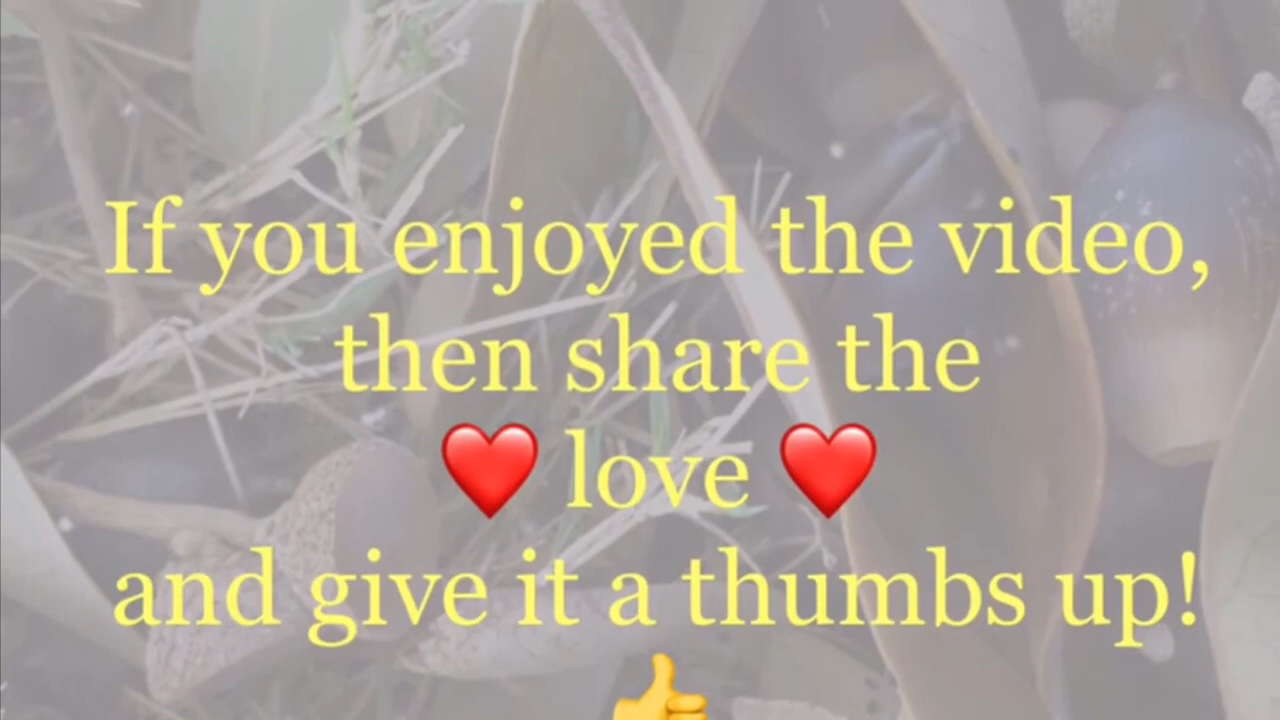 If you enjoyed the video,
then share the
❤️ love ❤️
and give it a thumbs up!
👍